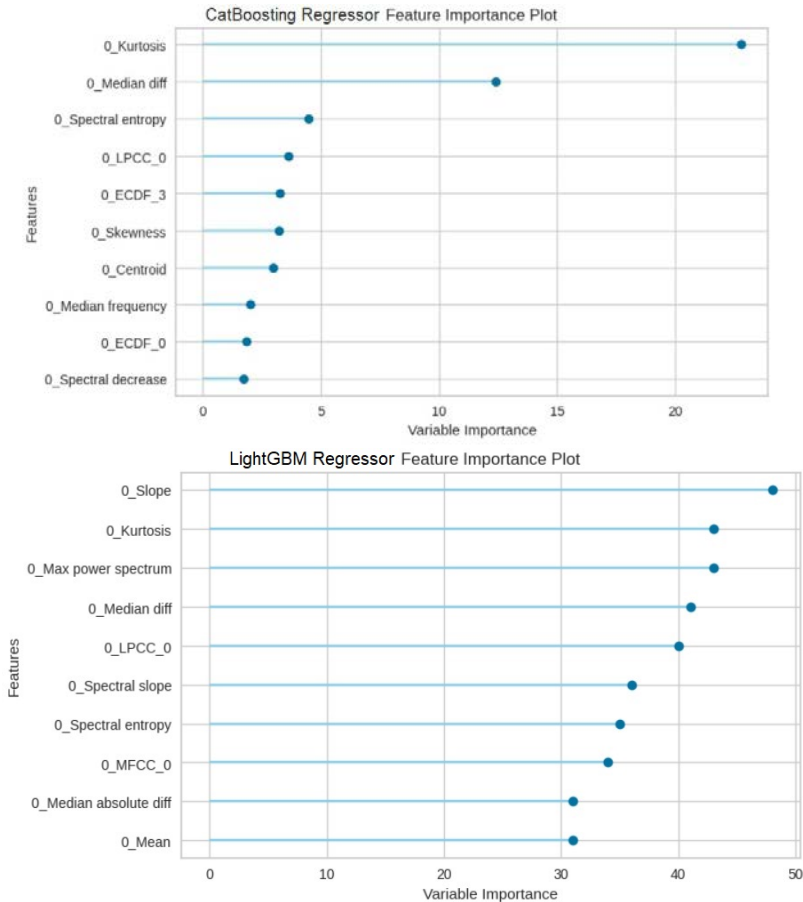 CatBoosting Regressor Feature Importance Plot
0_Kurtosis
0_Median diff
0_Spectral entropy
0_LPCC_0
0_ECDF_3
0_Skewness
0_Centroid
0_Median frequency
0_ECDF_0
0_Spectral decrease
Features
0 5 10 15 20
Variable Importance
LightGBM Regressor Feature Importance Plot
0_Slope
0_Kurtosis
0_Max power spectrum
0_Median diff
0_LPCC_0
0_Spectral slope
0_Spectral entropy
0_MFCC_0
0_Median absolute diff
0_Mean
Features
0 10 20 30 40 50
Variable Importance